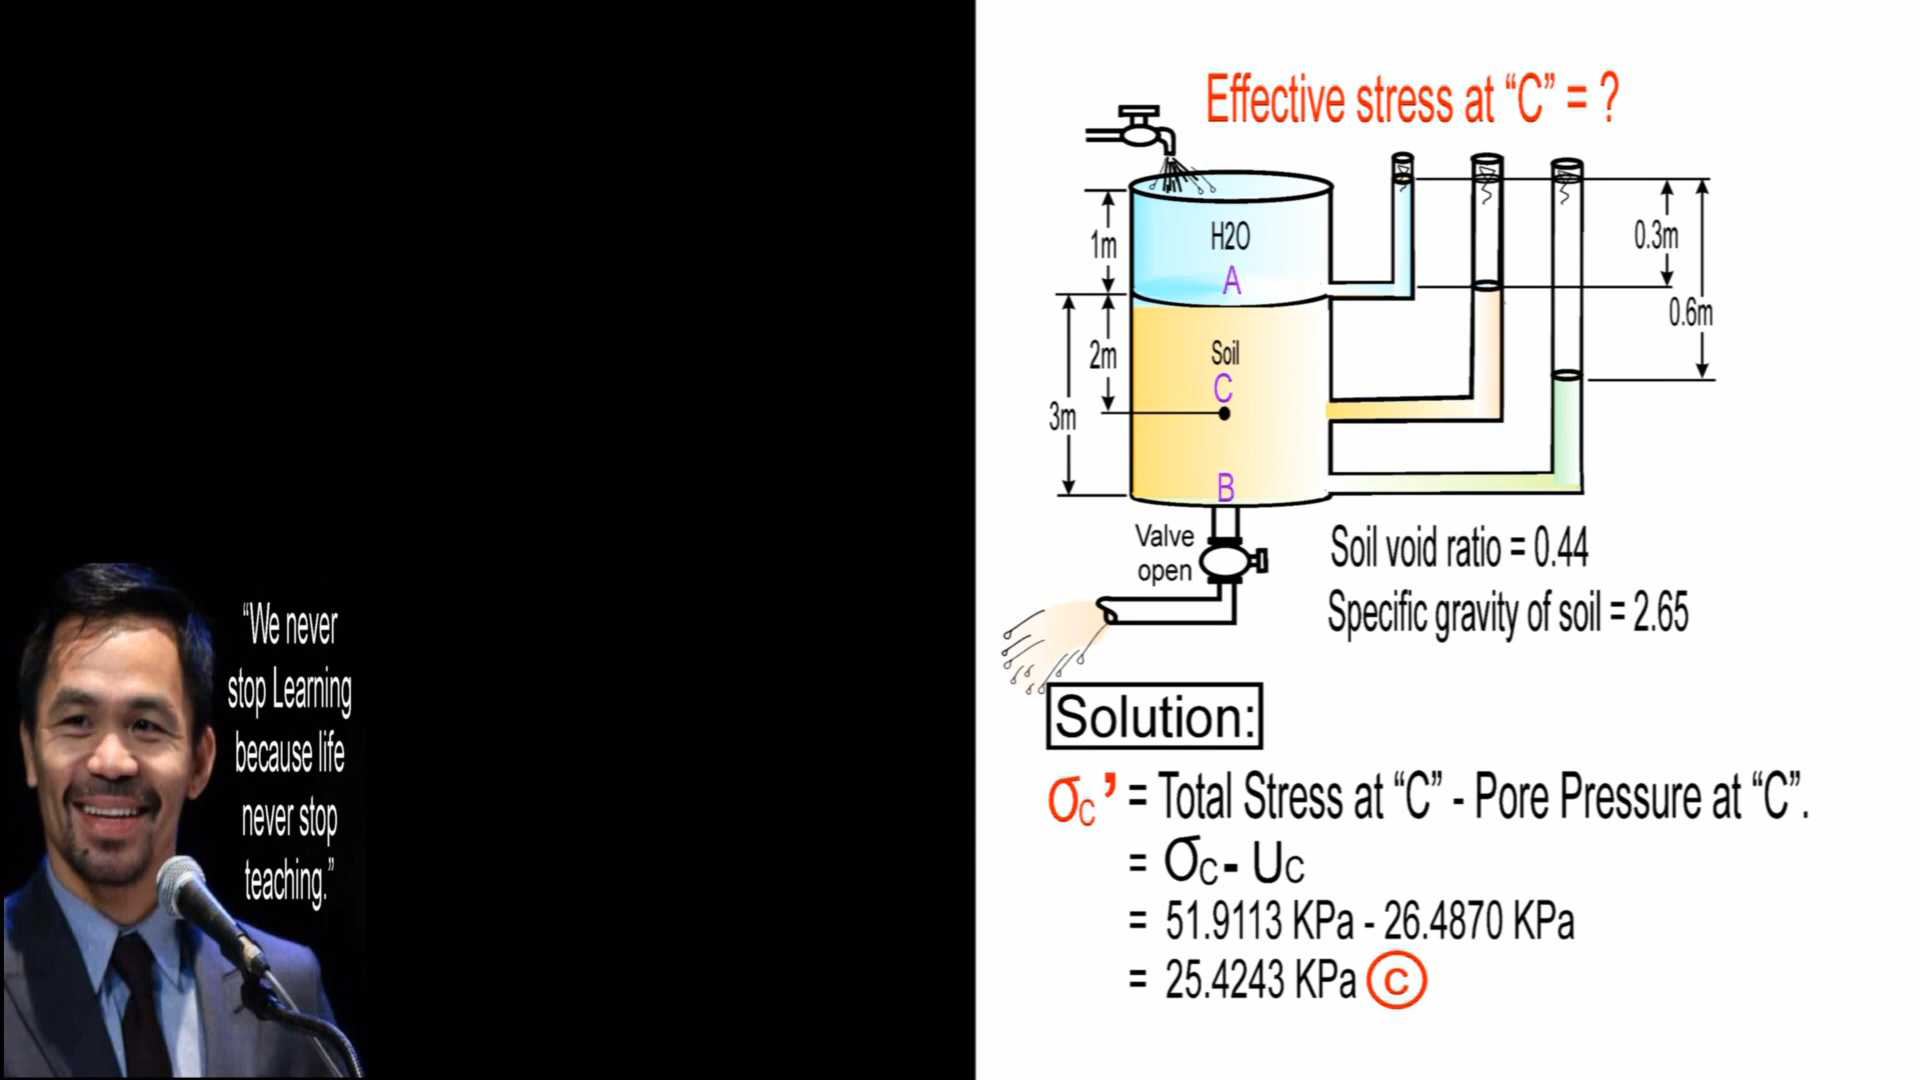 “We never
stop Learning
because life
never stop
teaching.”
Effective stress at “C” = ?
H2O
1m
A
0.3m
0.6m
Soil
2m
C
3m
B
Valve
open
Soil void ratio = 0.44
Specific gravity of soil = 2.65
Solution:
σc’ = Total Stress at “C” - Pore Pressure at “C”.
= σc - Uc
= 51.9113 KPa - 26.4870 KPa
= 25.4243 KPa C